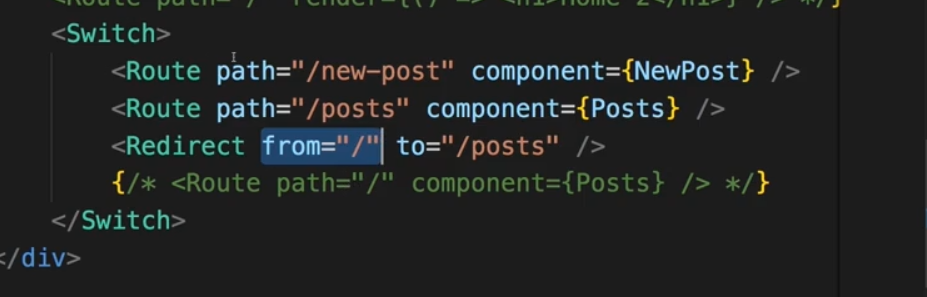 <Switch>
<Route path="/new-post" component={NewPost} />
<Route path="/posts" component={Posts} />
<Redirect from="/" to="/posts" />
{/* <Route path="/" component={Posts} /> */}
</Switch>
</div>